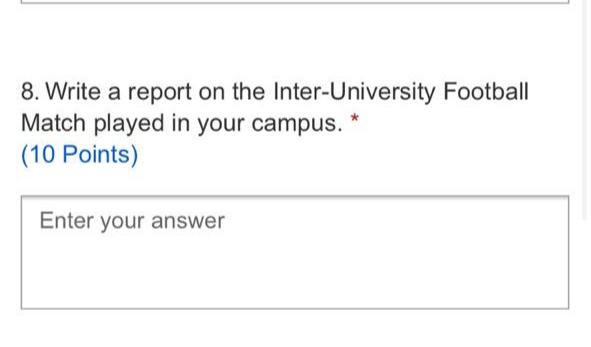 8. Write a report on the Inter-University Football
Match played in your campus. *
(10 Points)
Enter your answer